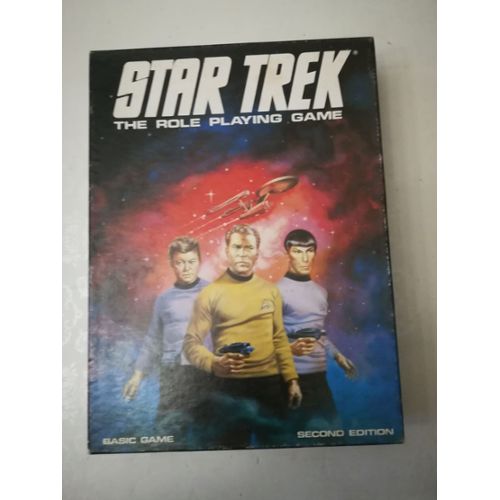 STAR TREK®
THE ROLE PLAYING GAME
BASIC GAME
SECOND EDITION